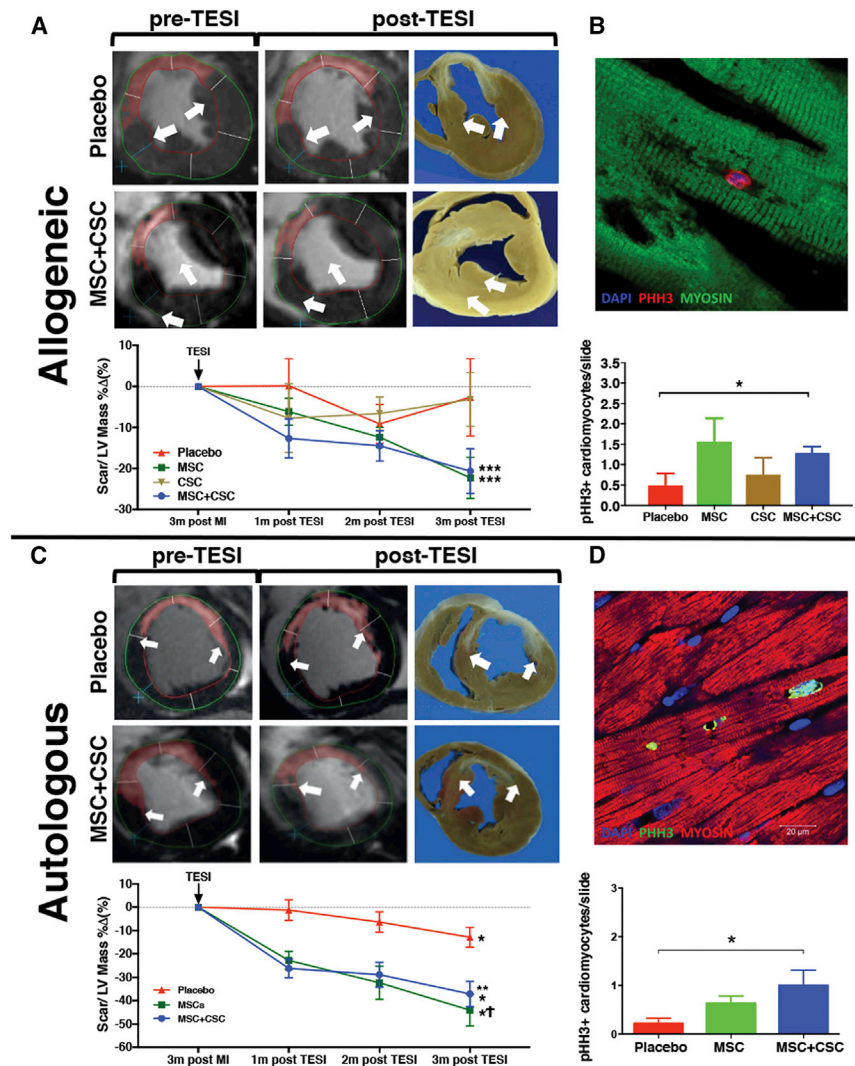 A
pre-TESI
post-TESI
Allogeneic
Placebo
MSC+CSC
Scar/ LV Mass %Δ(%)
10
0
-10
-20
-30
TESI
Placebo
MSC
CSC
MSC+CSC
***
***
3m post MI
1m post TESI
2m post TESI
3m post TESI
B
DAPI PHH3 MYOSIN
pHH3+ cardiomyocytes/slide
3.5
3.0
2.5
2.0
1.5
1.0
0.5
0.0
*
Placebo
MSC
CSC
MSC+CSC
C
pre-TESI
post-TESI
Autologous
Placebo
MSC+CSC
Scar/ LV Mass %Δ(%)
10
0
-10
-20
-30
-40
-50
-60
TESI
Placebo
MSCs
MSC+CSC
*
**
*
*†
3m post MI
1m post TESI
2m post TESI
3m post TESI
D
DAPI PHH3 MYOSIN
20 µm
pHH3+ cardiomyocytes/slide
3
2
1
0
*
Placebo
MSC
MSC+CSC